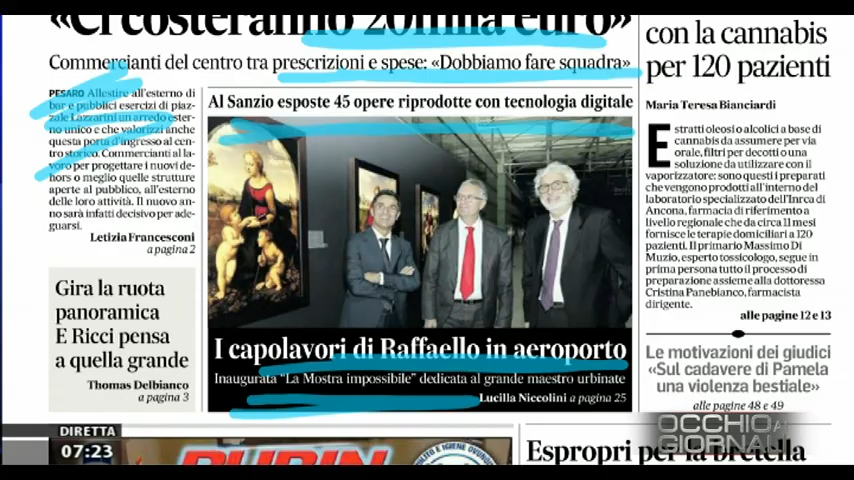 «Ci costeranno 20mila euro»
Commercianti del centro tra prescrizioni e spese: «Dobbiamo fare squadra»
PESARO Allestire all'esterno di
bar e pubblici esercizi di piaz-
zale Lazzarini un arredo ester-
no unico e che valorizzi anche
questa porta d'ingresso al cen-
tro storico. Commercianti al la-
voro per progettare i nuovi de-
hors o meglio quelle strutture
aperte al pubblico, all'esterno
delle loro attività. Il nuovo an-
no sarà infatti decisivo per ade-
guarsi.
Letizia Francesconi
a pagina 2
Gira la ruota
panoramica
E Ricci pensa
a quella grande
Thomas Delbianco
a pagina 3
Al Sanzio esposte 45 opere riprodotte con tecnologia digitale
I capolavori di Raffaello in aeroporto
Inaugurata "La Mostra impossibile" dedicata al grande maestro urbinate
Lucilla Niccolini a pagina 25
con la cannabis
per 120 pazienti
Maria Teresa Bianciardi
Estratti oleosi o alcolici a base di
cannabis da assumere per via
orale, filtri per decotti o una
soluzione da utilizzare con il
vaporizzatore: sono questi i preparati
che vengono prodotti all'interno del
laboratorio specializzato dell'Inrca di
Ancona, farmacia di riferimento a
livello regionale che da circa 11 mesi
fornisce le terapie domiciliari a 120
pazienti. Il primario Massimo Di
Muzio, esperto tossicologo, segue in
prima persona tutto il processo di
preparazione assieme alla dottoressa
Cristina Panebianco, farmacista
dirigente.
alle pagine 12 e 13
Le motivazioni dei giudici
«Sul cadavere di Pamela
una violenza bestiale»
alle pagine 48 e 49
Espropri per la bretella
DIRETTA
07:23
OCCHIO AI
GIORNALI